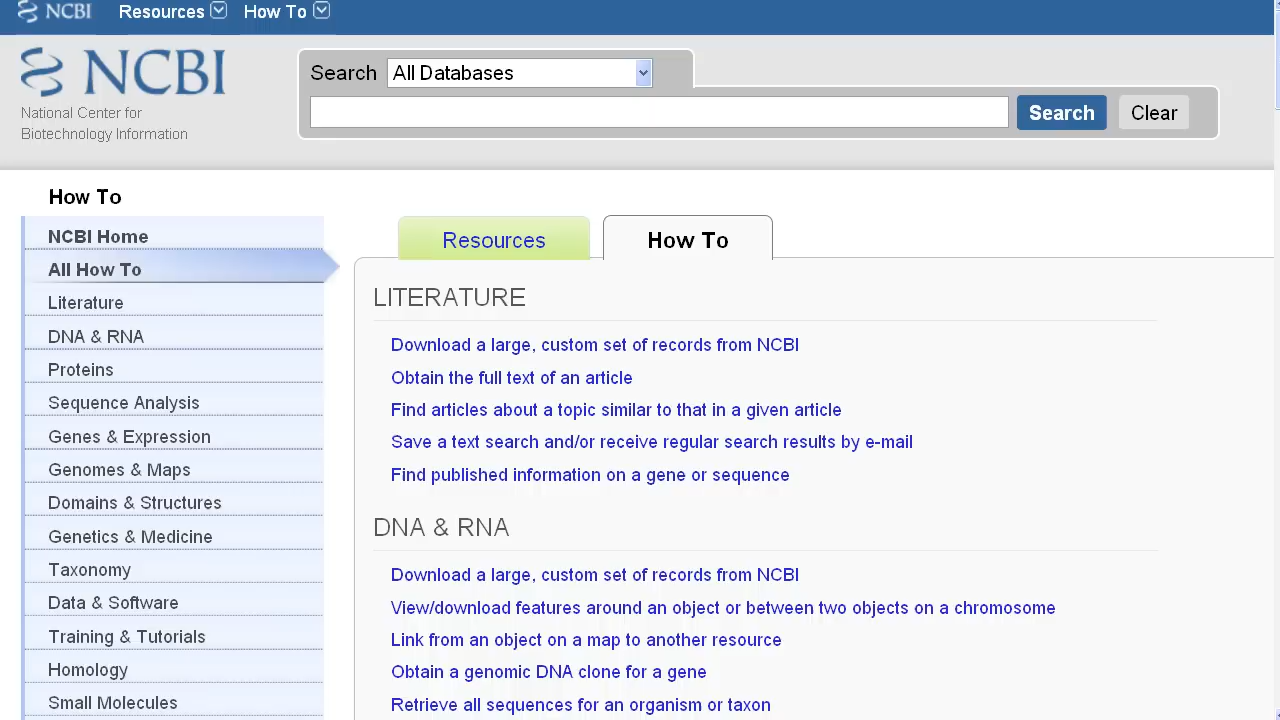 NCBI Resources How To
NCBI
National Center for
Biotechnology Information
Search All Databases
Search Clear
How To
NCBI Home
All How To
Literature
DNA & RNA
Proteins
Sequence Analysis
Genes & Expression
Genomes & Maps
Domains & Structures
Genetics & Medicine
Taxonomy
Data & Software
Training & Tutorials
Homology
Small Molecules
Resources How To
LITERATURE
Download a large, custom set of records from NCBI
Obtain the full text of an article
Find articles about a topic similar to that in a given article
Save a text search and/or receive regular search results by e-mail
Find published information on a gene or sequence
DNA & RNA
Download a large, custom set of records from NCBI
View/download features around an object or between two objects on a chromosome
Link from an object on a map to another resource
Obtain a genomic DNA clone for a gene
Retrieve all sequences for an organism or taxon